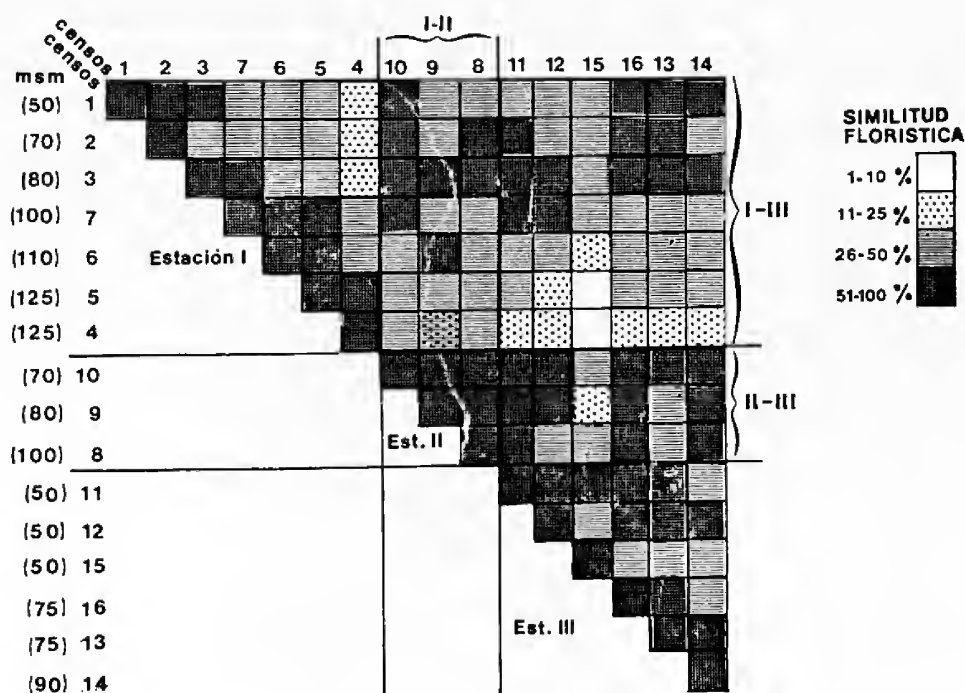 I-II
censos
censos
1 2 3 7 6 5 4 10 9 8 11 12 15 16 13 14
msm
(50) 1
(70) 2
(80) 3
(100) 7
(110) 6
(125) 5
(125) 4
(70) 10
(80) 9
(100) 8
(50) 11
(50) 12
(50) 15
(75) 16
(75) 13
(90) 14
Estación I
Est. II
Est. III
I-III
II-III
SIMILITUD
FLORISTICA
1-10 %
11-25 %
26-50 %
51-100 %